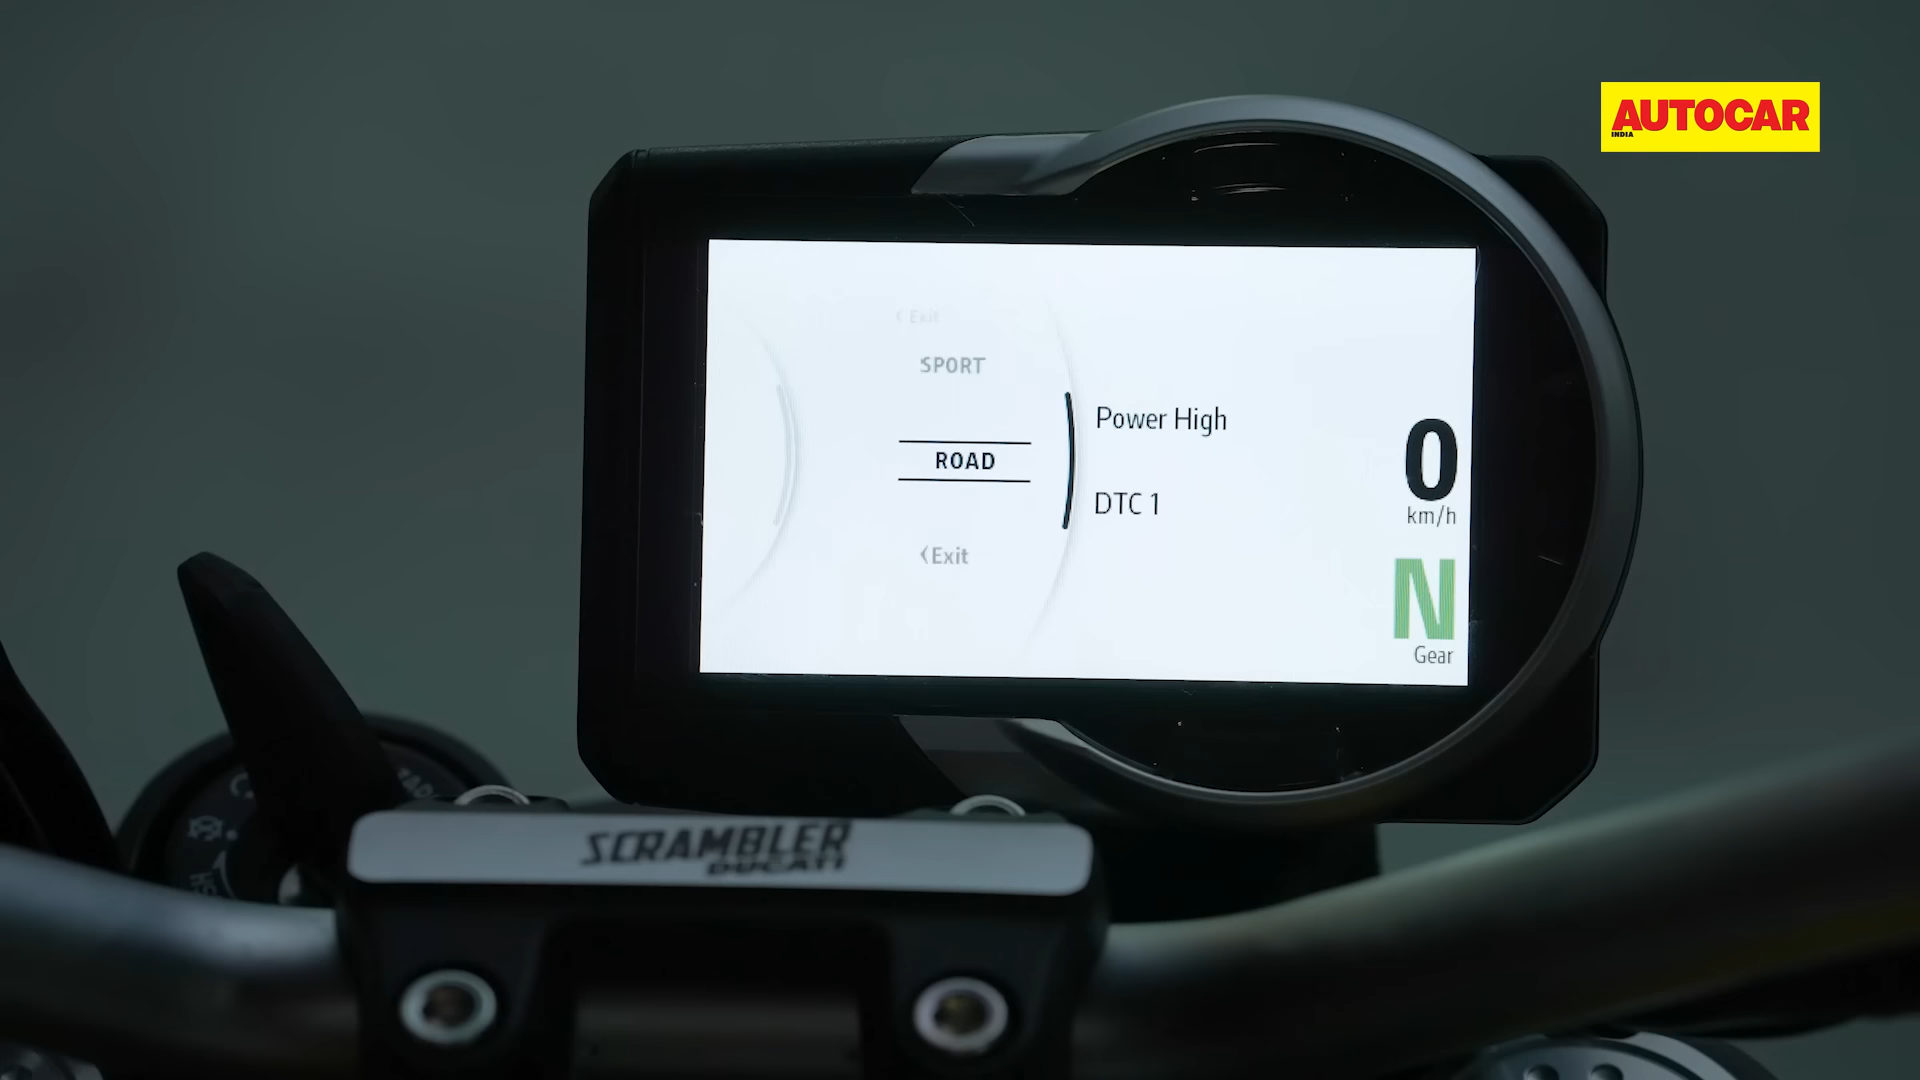 AUTOCAR
INDIA
‹ Exit
SPORT
ROAD
‹Exit
Power High
DTC 1
0
km/h
N
Gear
SCRAMBLER
DUCATI